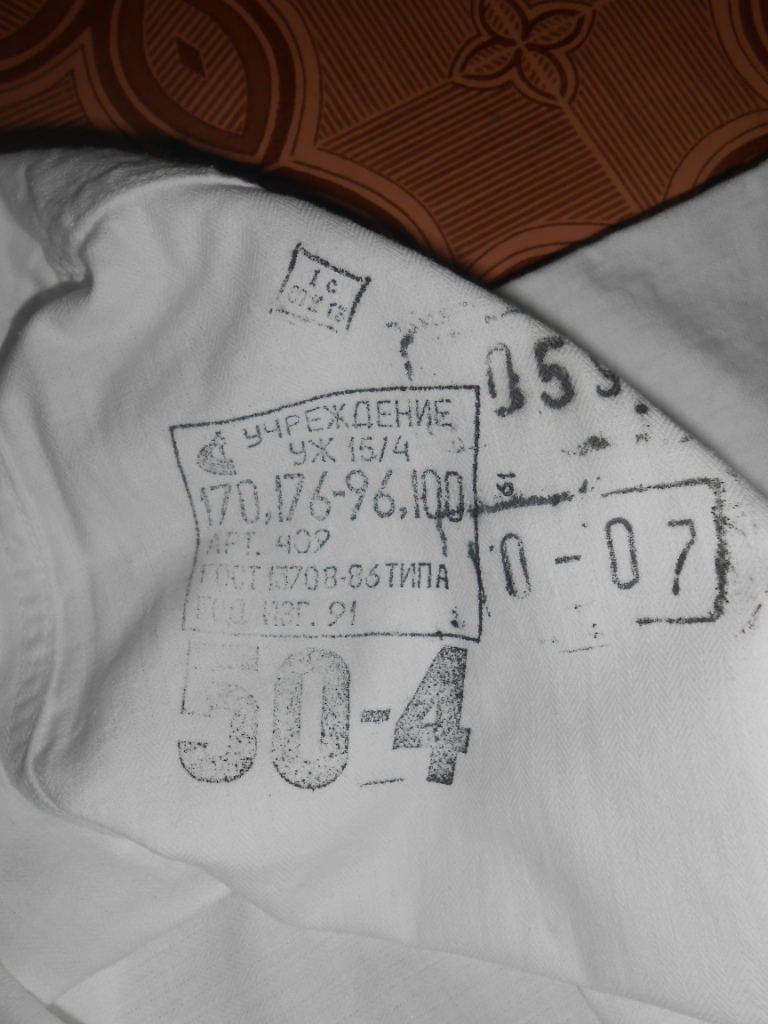 I с
059
УЧРЕЖДЕНИЕ
УЖ 15/4
170,176-96,100
АРТ. 409
ГОСТ 13708-86 ТИПА
ГОД ИЗГ. 91
0-07
50-4